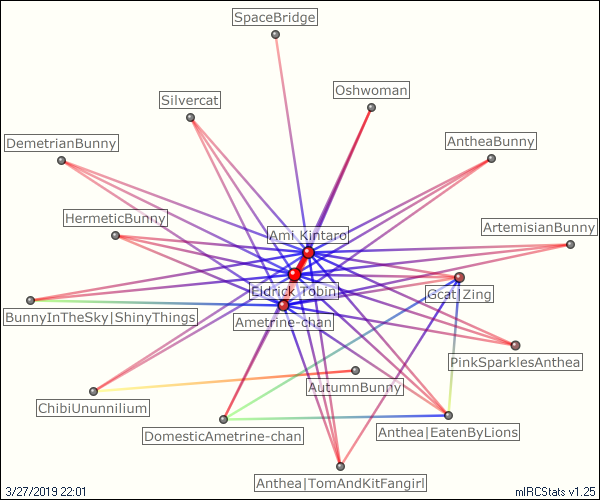 SpaceBridge
Oshwoman
Silvercat
DemetrianBunny
AntheaBunny
HermeticBunny
ArtemisianBunny
Ami Kintaro
Eldrick Tobin
Gcat|Zing
BunnyInTheSky|ShinyThings
Ametrine-chan
PinkSparklesAnthea
AutumnBunny
ChibiUnunnilium
DomesticAmetrine-chan
Anthea|EatenByLions
Anthea|TomAndKitFangirl
3/27/2019 22:01
mIRCStats v1.25